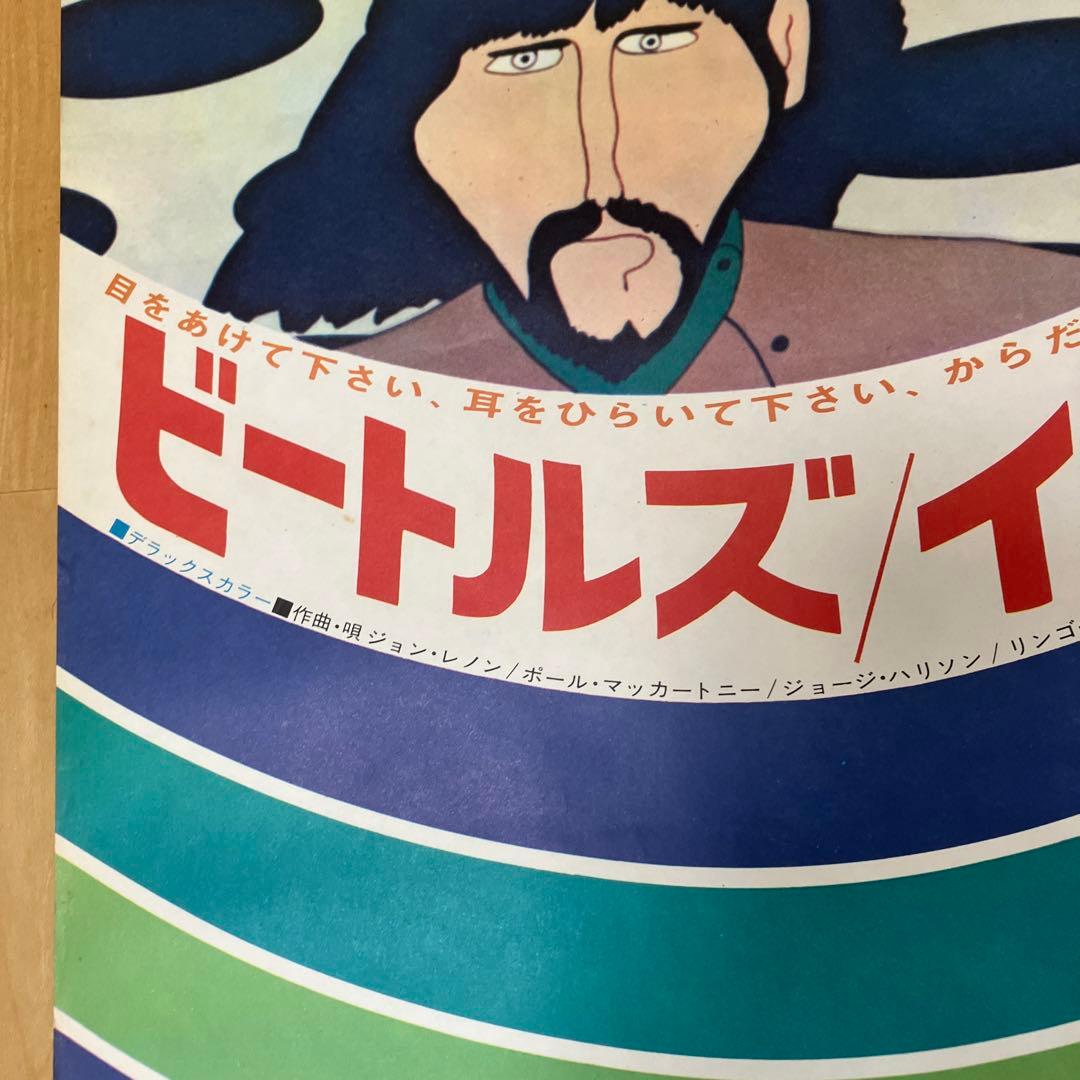 目をあけて下さい、耳をひらいて下さい、からだ
ビートルズ/イ
■デラックスカラー■作曲・唄 ジョン・レノン/ポール・マッカートニー/ジョージ・ハリソン/リンゴ